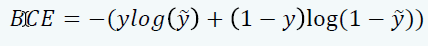 BCE = −(ylog(ỹ) + (1 − y)log(1 − ỹ))